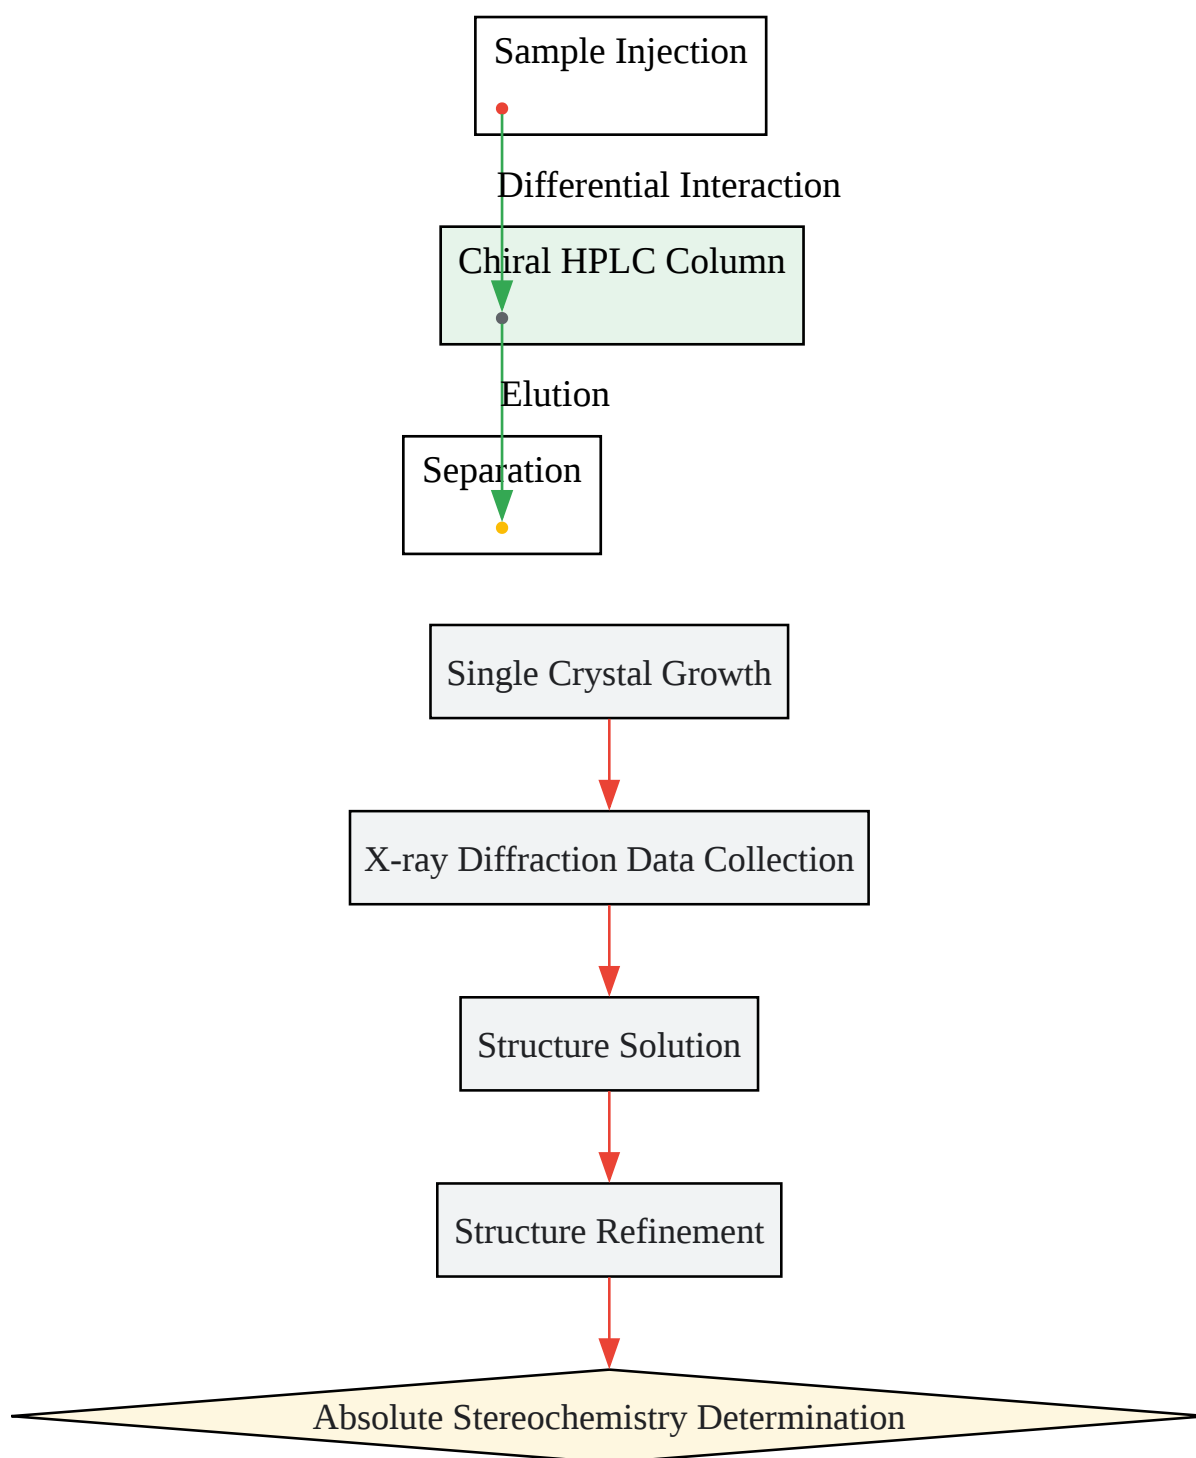 Sample Injection
Differential Interaction
Chiral HPLC Column
Elution
Separation
Single Crystal Growth
X-ray Diffraction Data Collection
Structure Solution
Structure Refinement
Absolute Stereochemistry Determination